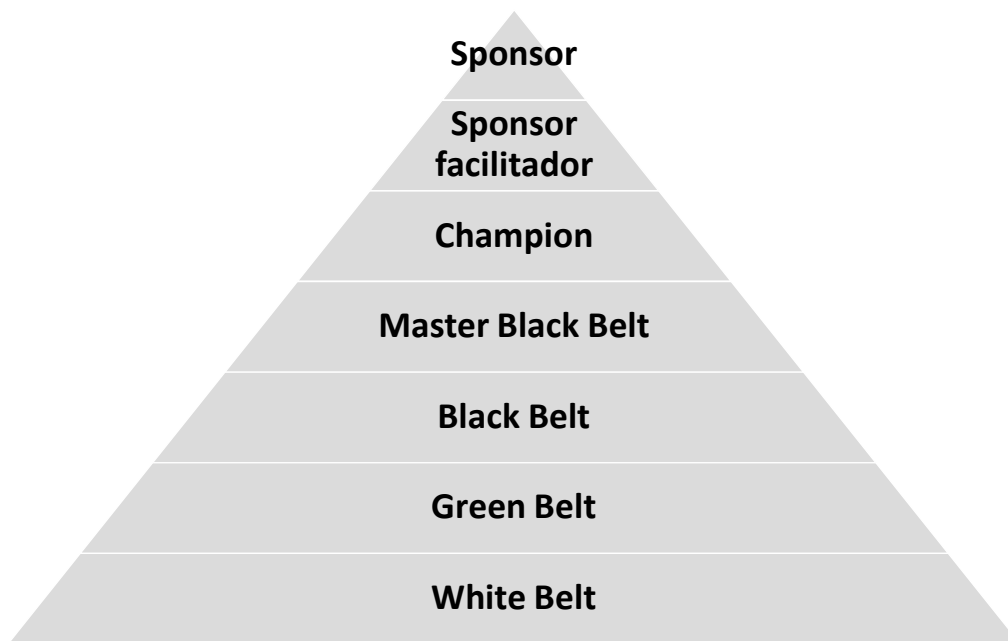 Sponsor
Sponsor
facilitador
Champion
Master Black Belt
Black Belt
Green Belt
White Belt